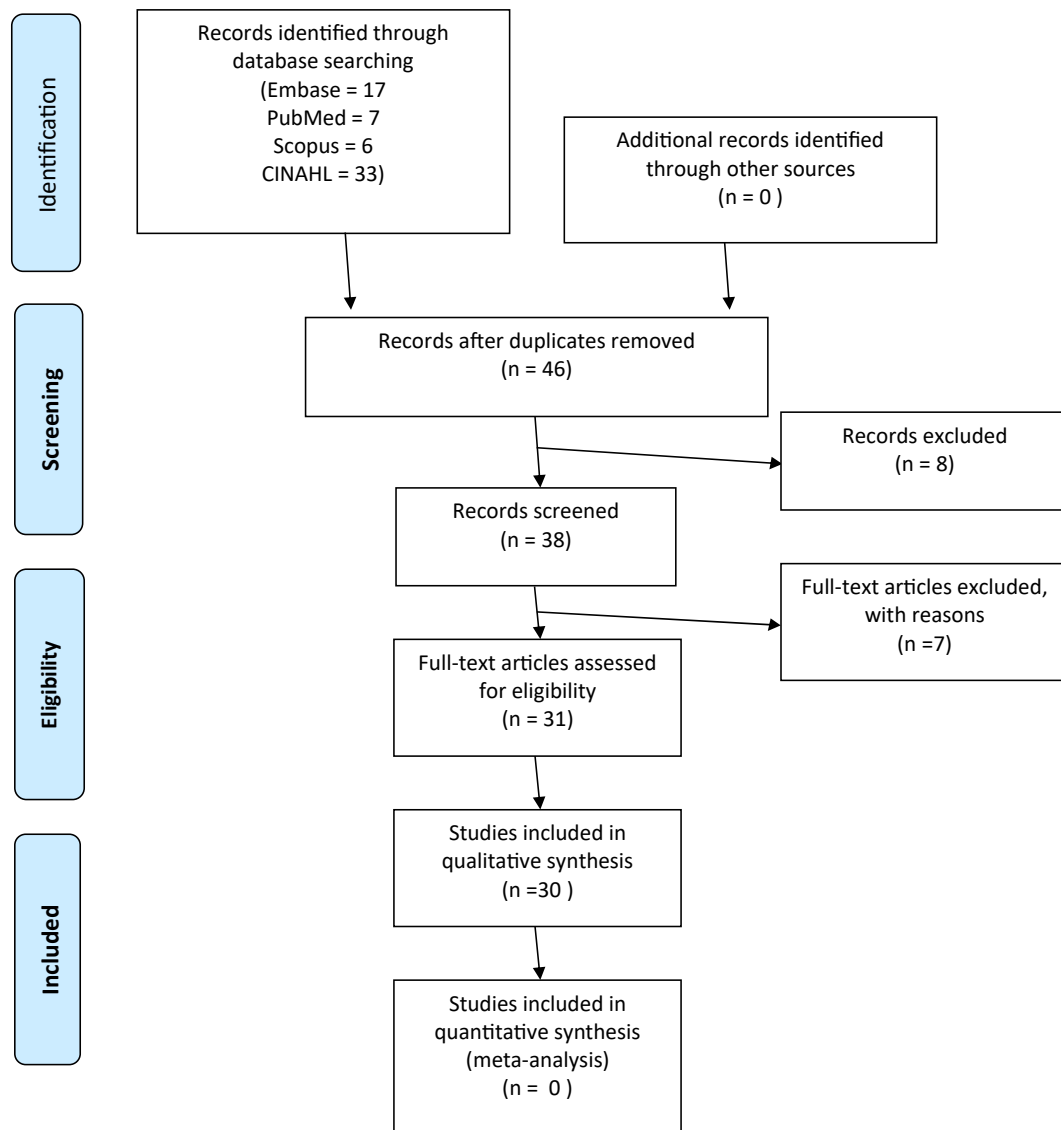 Identification
Records identified through
database searching
(Embase = 17
PubMed = 7
Scopus = 6
CINAHL = 33)
Additional records identified
through other sources
(n = 0 )
Screening
Records after duplicates removed
(n = 46)
Records excluded
(n = 8)
Records screened
(n = 38)
Eligibility
Full-text articles excluded,
with reasons
(n =7)
Full-text articles assessed
for eligibility
(n = 31)
Included
Studies included in
qualitative synthesis
(n =30 )
Studies included in
quantitative synthesis
(meta-analysis)
(n =  0 )